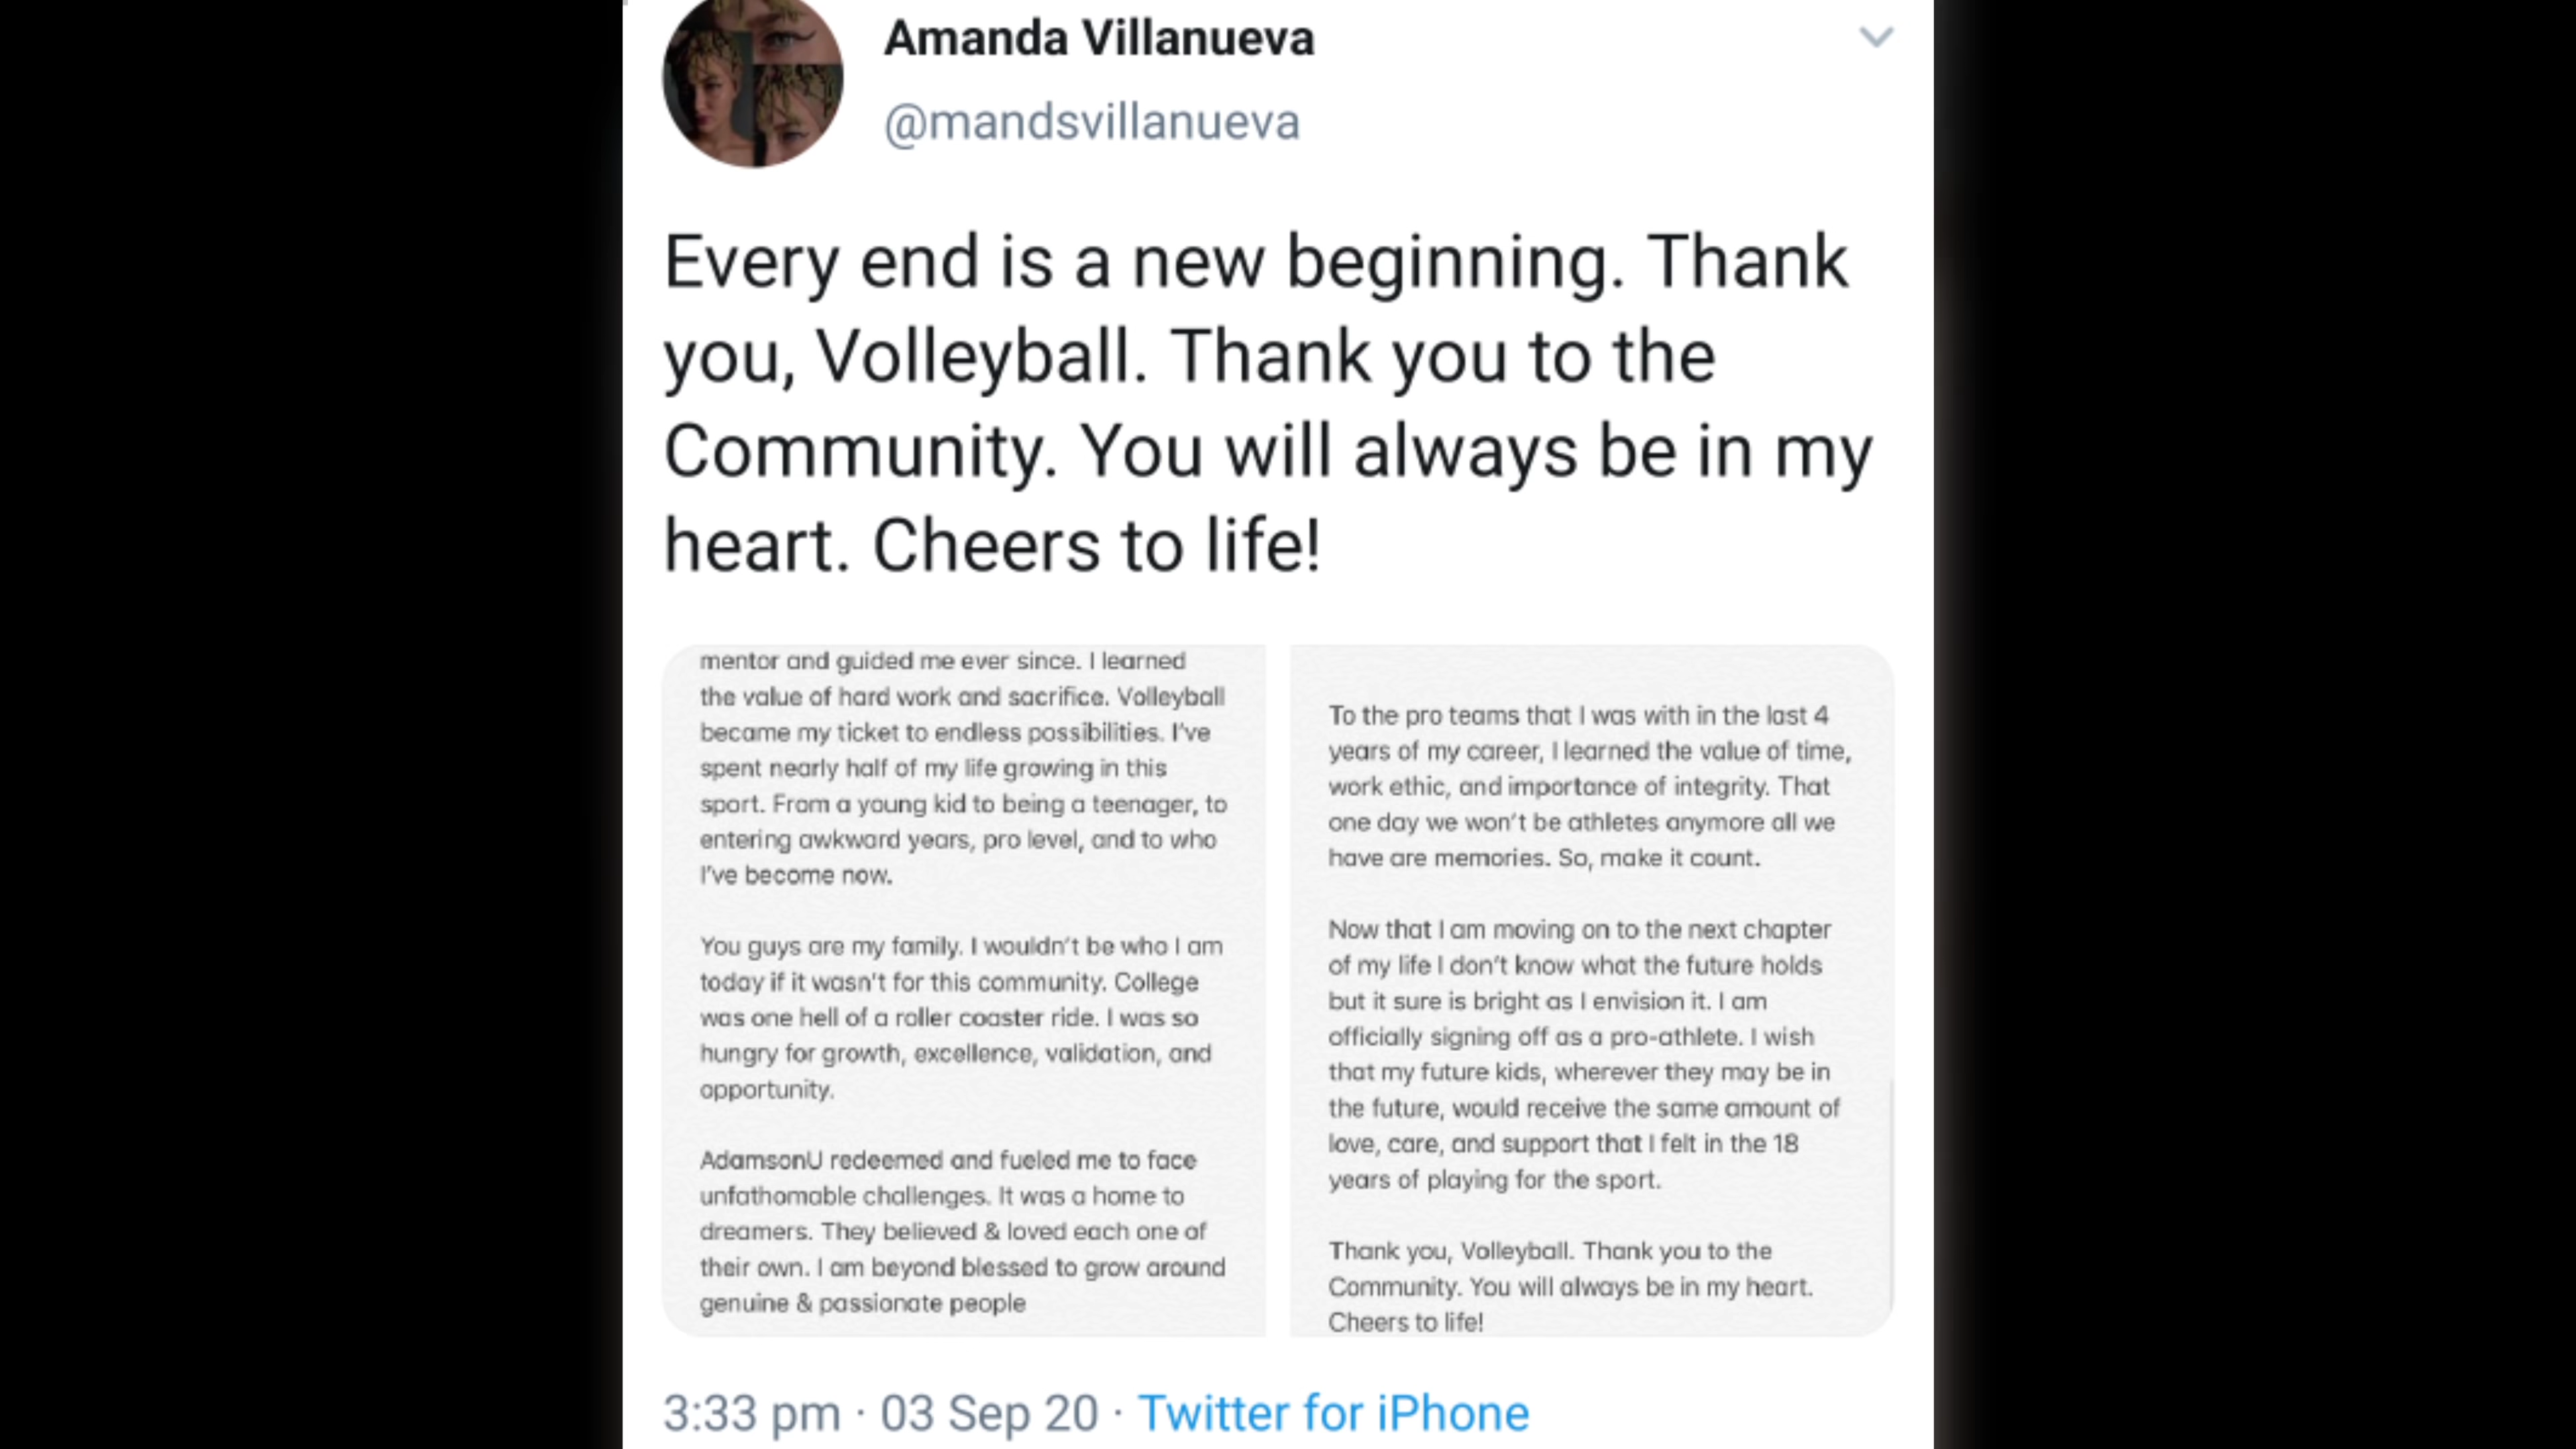 Amanda Villanueva
@mandsvillanueva
Every end is a new beginning. Thank
you, Volleyball. Thank you to the
Community. You will always be in my
heart. Cheers to life!
mentor and guided me ever since. I learned
the value of hard work and sacrifice. Volleyball
became my ticket to endless possibilities. I've
spent nearly half of my life growing in this
sport. From a young kid to being a teenager, to
entering awkward years, pro level, and to who
I've become now.
You guys are my family. I wouldn't be who I am
today if it wasn't for this community. College
was one hell of a roller coaster ride. I was so
hungry for growth, excellence, validation, and
opportunity.
AdamsonU redeemed and fueled me to face
unfathomable challenges. It was a home to
dreamers. They believed & loved each one of
their own. I am beyond blessed to grow around
genuine & passionate people
To the pro teams that I was with in the last 4
years of my career, I learned the value of time,
work ethic, and importance of integrity. That
one day we won't be athletes anymore all we
have are memories. So, make it count.
Now that I am moving on to the next chapter
of my life I don't know what the future holds
but it sure is bright as I envision it. I am
officially signing off as a pro-athlete. I wish
that my future kids, wherever they may be in
the future, would receive the same amount of
love, care, and support that I felt in the 18
years of playing for the sport.
Thank you, Volleyball. Thank you to the
Community. You will always be in my heart.
Cheers to life!
3:33 pm · 03 Sep 20 · Twitter for iPhone